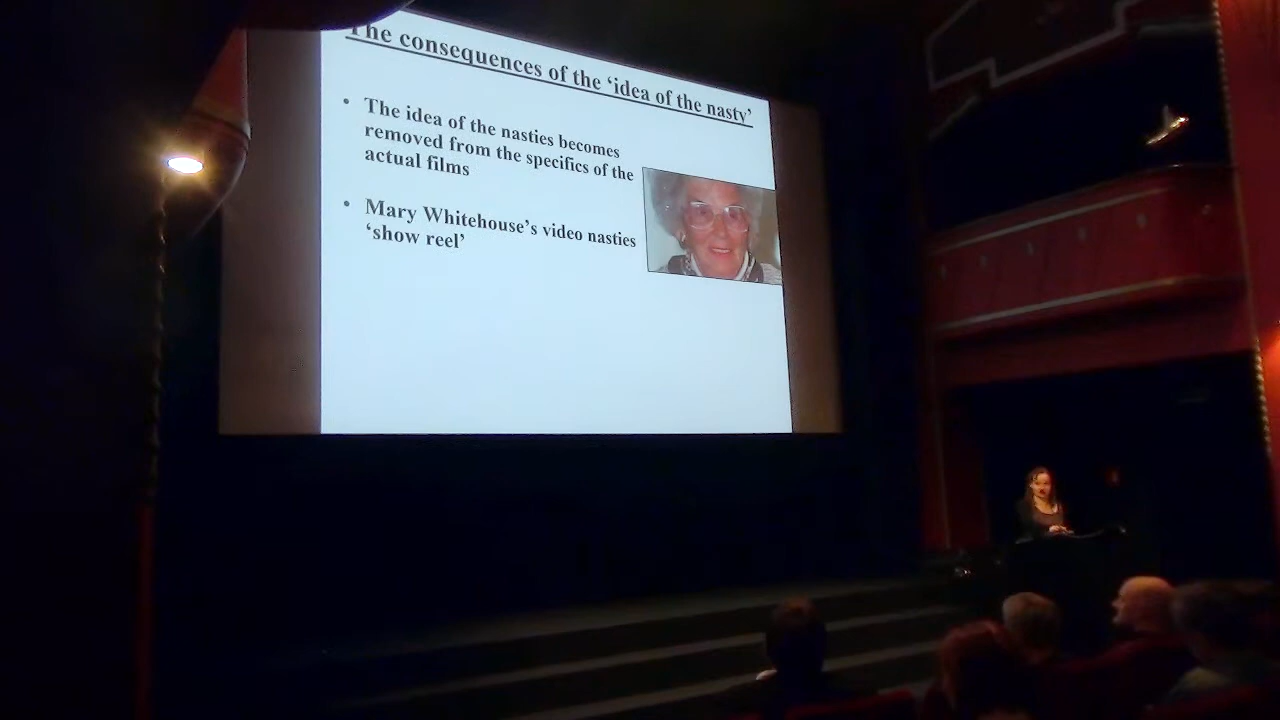 The consequences of the ‘idea of the nasty’
• The idea of the nasties becomes
removed from the specifics of the
actual films
• Mary Whitehouse’s video nasties
‘show reel’